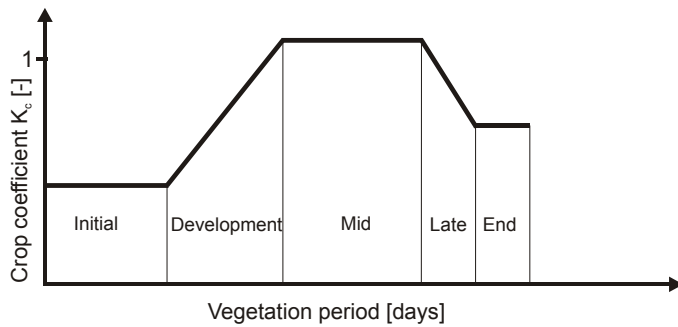 1
Crop coefficient Kc [-]
Initial
Development
Mid
Late
End
Vegetation period [days]